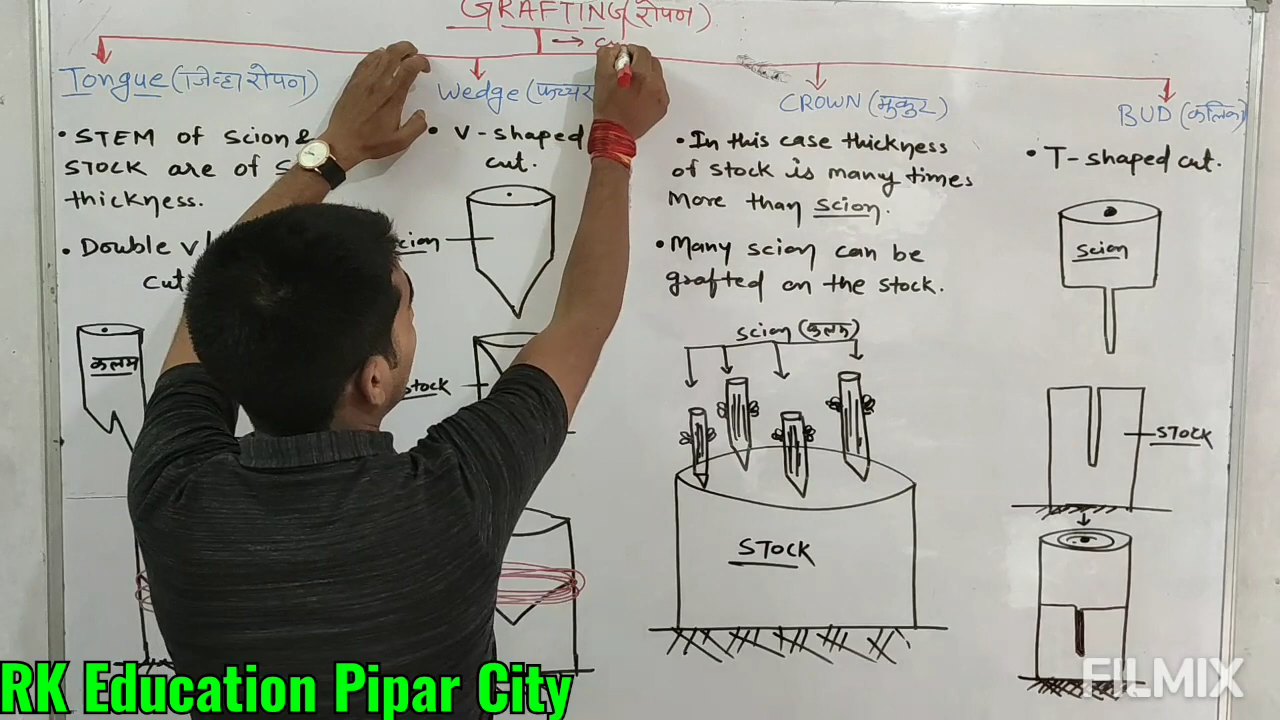 GRAFTING (रोपण)
→
Tongue (जिव्हा रोपण)
• STEM of Scion &
STOCK are of
thickness.
• Double V
cut
कलम
Wedge (फच्चर
• V-shaped
cut.
scion
stock
CROWN (मुकुट)
• In this case thickness
of stock is many times
More than scion.
• Many scion can be
grafted on the stock.
scion (कलम)
STOCK
BUD (कलिका)
• T-shaped cut.
scion
STOCK
RK Education Pipar City
FILMIX